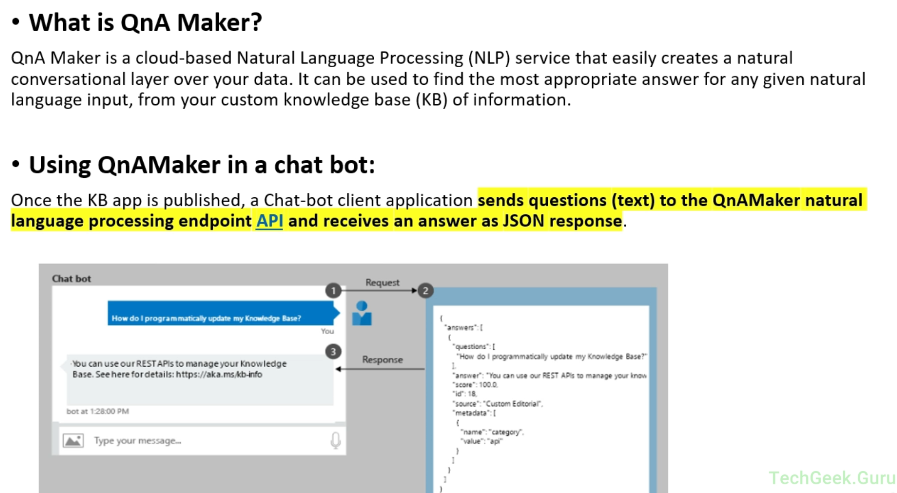 • What is QnA Maker?
QnA Maker is a cloud-based Natural Language Processing (NLP) service that easily creates a natural
conversational layer over your data. It can be used to find the most appropriate answer for any given natural
language input, from your custom knowledge base (KB) of information.
• Using QnAMaker in a chat bot:
Once the KB app is published, a Chat-bot client application sends questions (text) to the QnAMaker natural
language processing endpoint API and receives an answer as JSON response.
Chat bot
1
Request
2
How do I programmatically update my Knowledge Base?
You
3
Response
You can use our REST APIs to manage your Knowledge
Base. See here for details: https://aka.ms/kb-info
bot at 1:28:00 PM
Type your message...
{
"answers": [
{
"questions": [
"How do I programmatically update my Knowledge Base?"
],
"answer": "You can use our REST APIs to manage your know
"score": 100.0,
"id": 18,
"source": "Custom Editorial",
"metadata": [
{
"name": "category",
"value": "api"
}
]
}
]
}
TechGeek.Guru